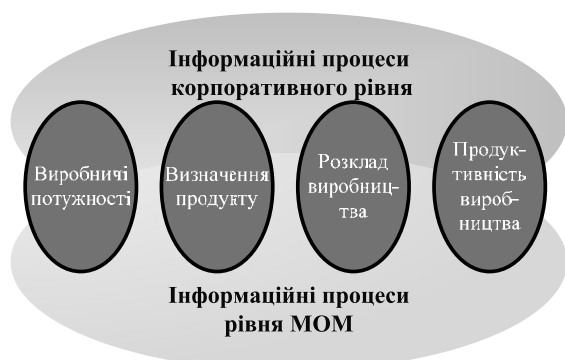 Інформаційні процеси
корпоративного рівня
Виробничі
потужності
Визначення
продукту
Розклад
виробниц-
тва
Продук-
тивність
вироб-
ництва
Інформаційні процеси
рівня МОМ